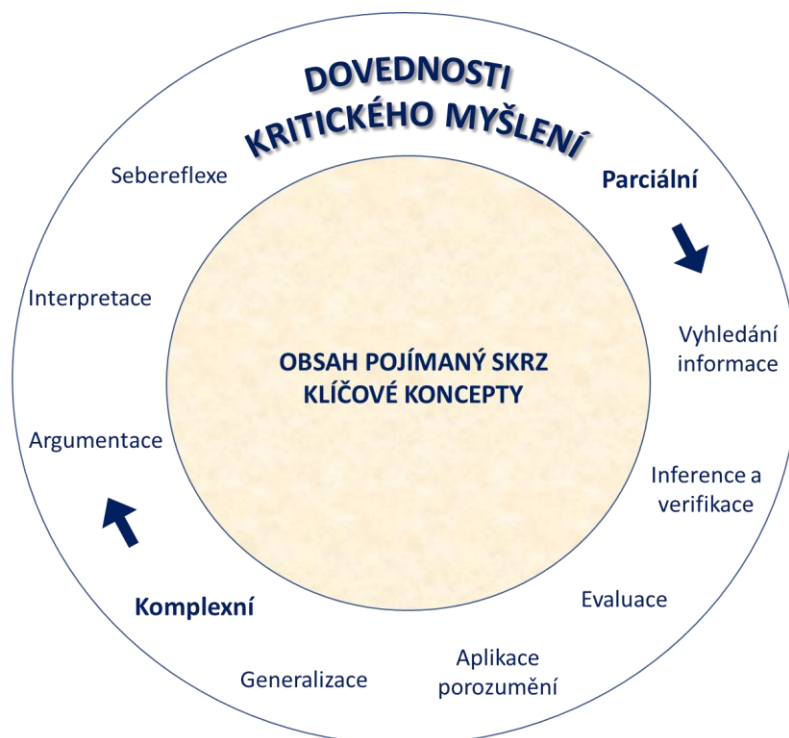 DOVEDNOSTI
KRITICKÉHO MYŠLENÍ
Parciální
Vyhledání
informace
Inference a
verifikace
Evaluace
Aplikace
porozumění
Generalizace
Komplexní
Argumentace
Interpretace
Sebereflexe
OBSAH POJÍMANÝ SKRZ
KLÍČOVÉ KONCEPTY